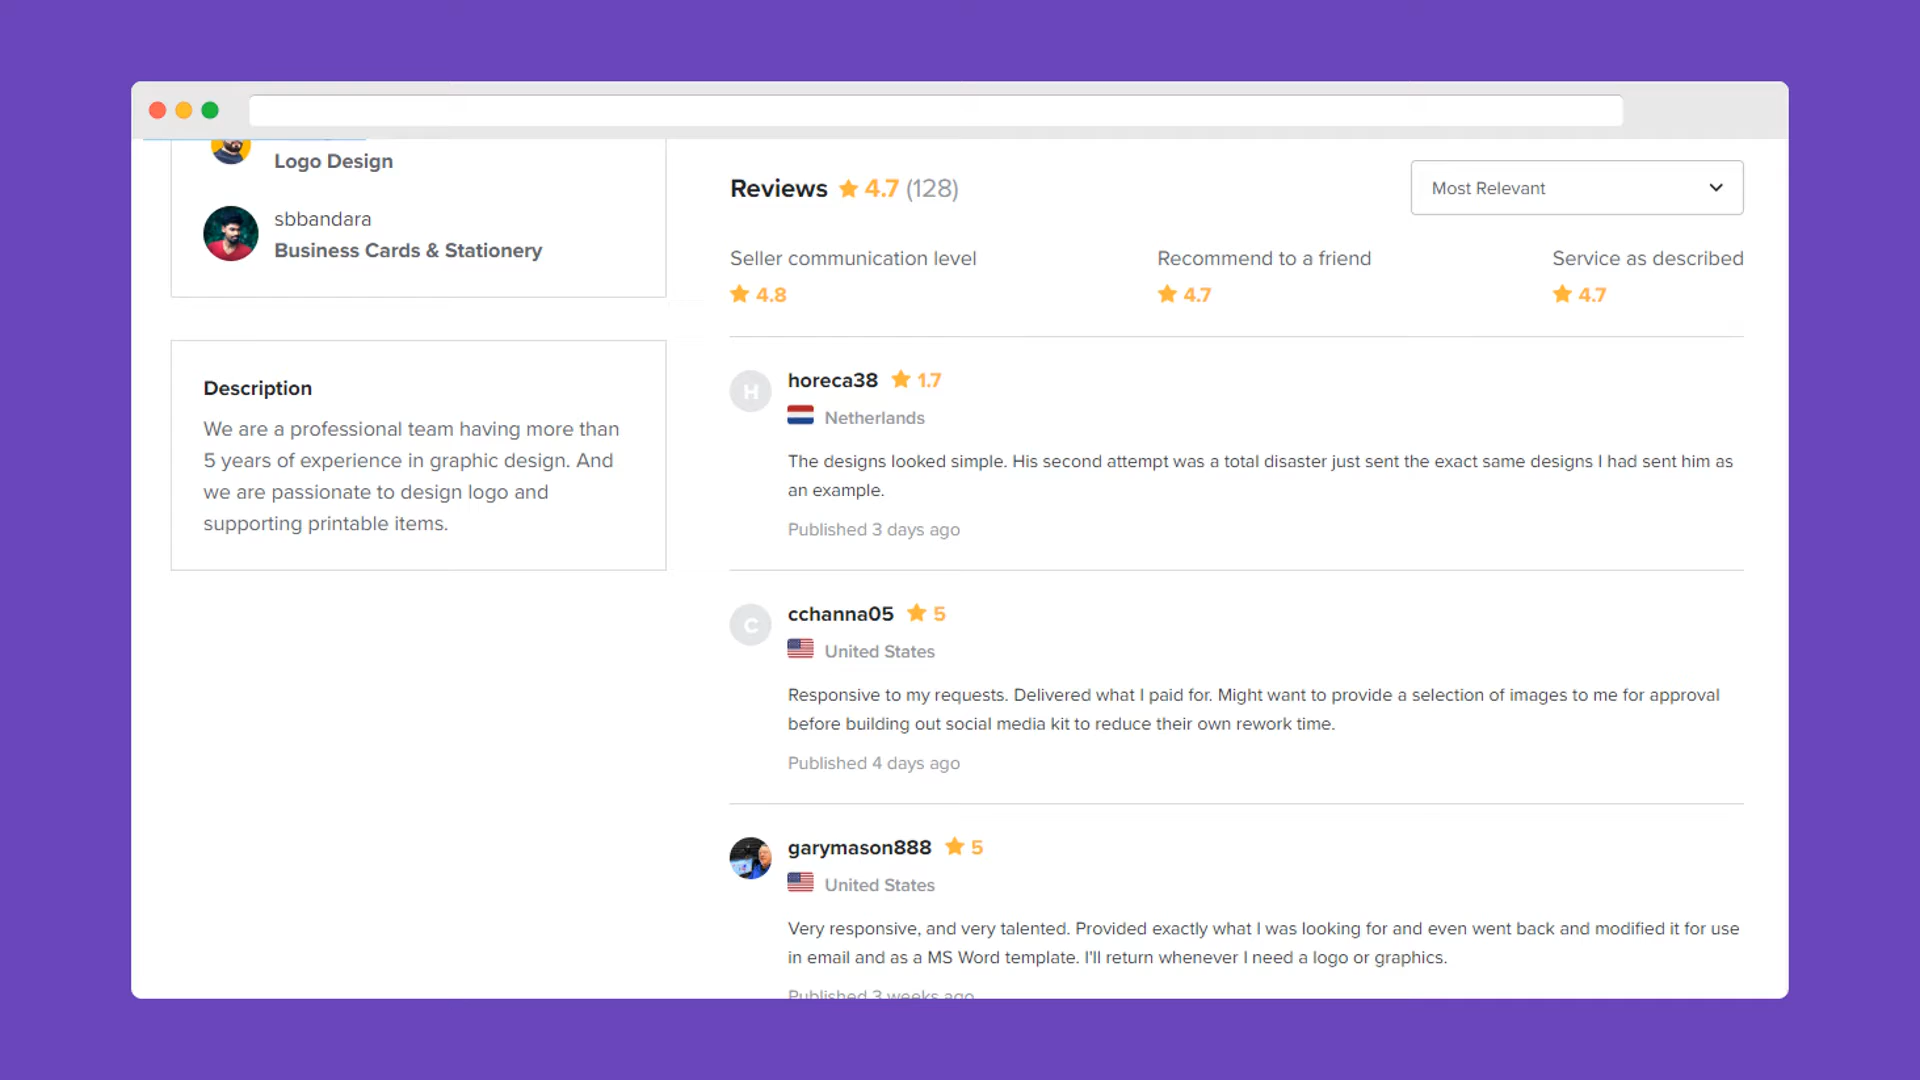 Logo Design
sbbandara
Business Cards & Stationery
Description
We are a professional team having more than
5 years of experience in graphic design. And
we are passionate to design logo and
supporting printable items.
Reviews 4.7 (128)
Most Relevant
Seller communication level
4.8
Recommend to a friend
4.7
Service as described
4.7
H
horeca38 1.7
Netherlands
The designs looked simple. His second attempt was a total disaster just sent the exact same designs I had sent him as
an example.
Published 3 days ago
C
cchanna05 5
United States
Responsive to my requests. Delivered what I paid for. Might want to provide a selection of images to me for approval
before building out social media kit to reduce their own rework time.
Published 4 days ago
garymason888 5
United States
Very responsive, and very talented. Provided exactly what I was looking for and even went back and modified it for use
in email and as a MS Word template. I'll return whenever I need a logo or graphics.
Published 3 weeks ago